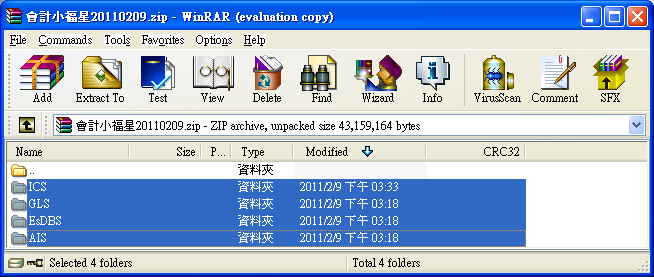 會計小福星20110209.zip - WinRAR (evaluation copy)
File Commands Tools Favorites Options Help
Add Extract To Test View Delete Find Wizard Info VirusScan Comment SFX
會計小福星20110209.zip - ZIP archive, unpacked size 43,159,164 bytes
Name Size P... Type Modified CRC32
.. 資料夾
ICS 資料夾 2011/2/9 下午 03:33
GLS 資料夾 2011/2/9 下午 03:18
EsDBS 資料夾 2011/2/9 下午 03:18
AIS 資料夾 2011/2/9 下午 03:18
Selected 4 folders Total 4 folders